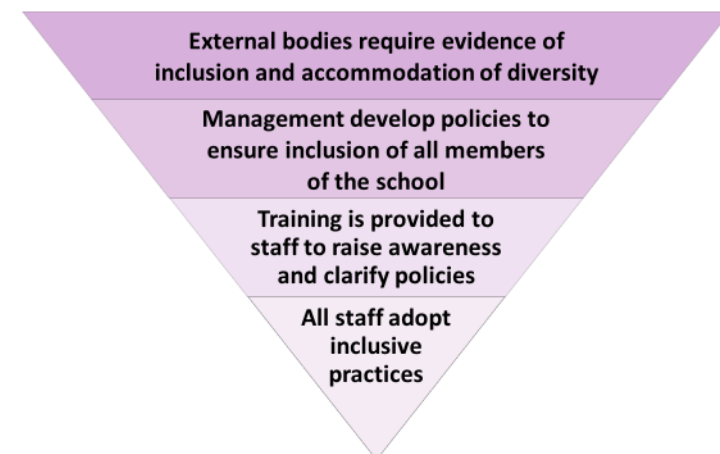 External bodies require evidence of
inclusion and accommodation of diversity
Management develop policies to
ensure inclusion of all members
of the school
Training is provided to
staff to raise awareness
and clarify policies
All staff adopt
inclusive
practices